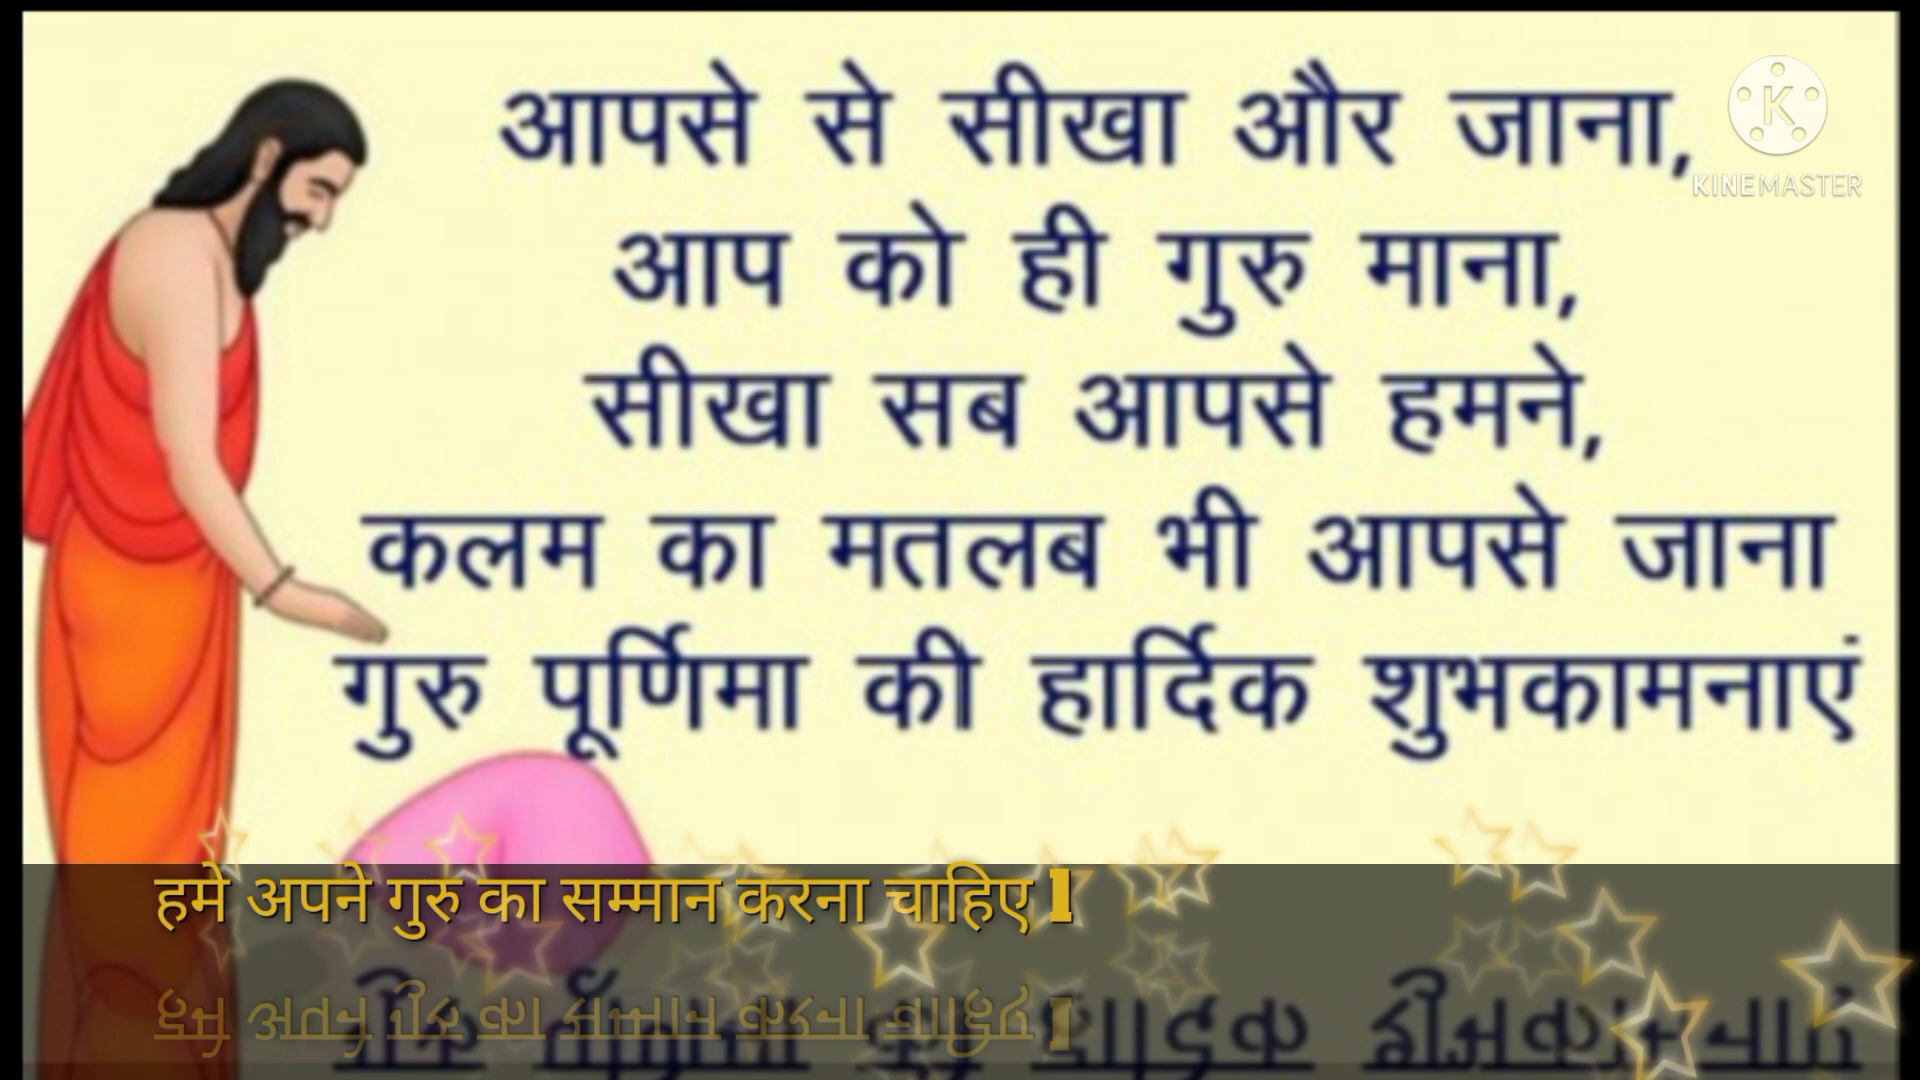 आपसे से सीखा और जाना,
आप को ही गुरु माना,
सीखा सब आपसे हमने,
कलम का मतलब भी आपसे जाना
गुरु पूर्णिमा की हार्दिक शुभकामनाएं
KINEMASTER
हमे अपने गुरु का सम्मान करना चाहिए I